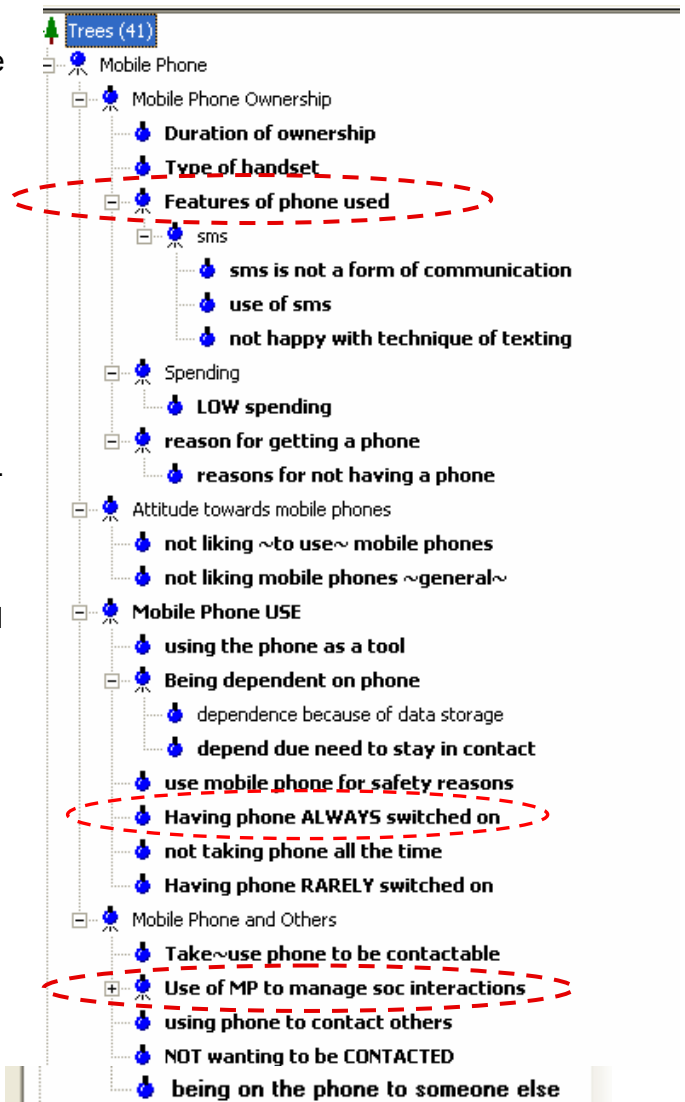 Trees (41)
Mobile Phone
Mobile Phone Ownership
Duration of ownership
Type of handset
Features of phone used
sms
sms is not a form of communication
use of sms
not happy with technique of texting
Spending
LOW spending
reason for getting a phone
reasons for not having a phone
Attitude towards mobile phones
not liking ~to use~ mobile phones
not liking mobile phones ~general~
Mobile Phone USE
using the phone as a tool
Being dependent on phone
dependence because of data storage
depend due need to stay in contact
use mobile phone for safety reasons
Having phone ALWAYS switched on
not taking phone all the time
Having phone RARELY switched on
Mobile Phone and Others
Take~use phone to be contactable
Use of MP to manage soc interactions
using phone to contact others
NOT wanting to be CONTACTED
being on the phone to someone else